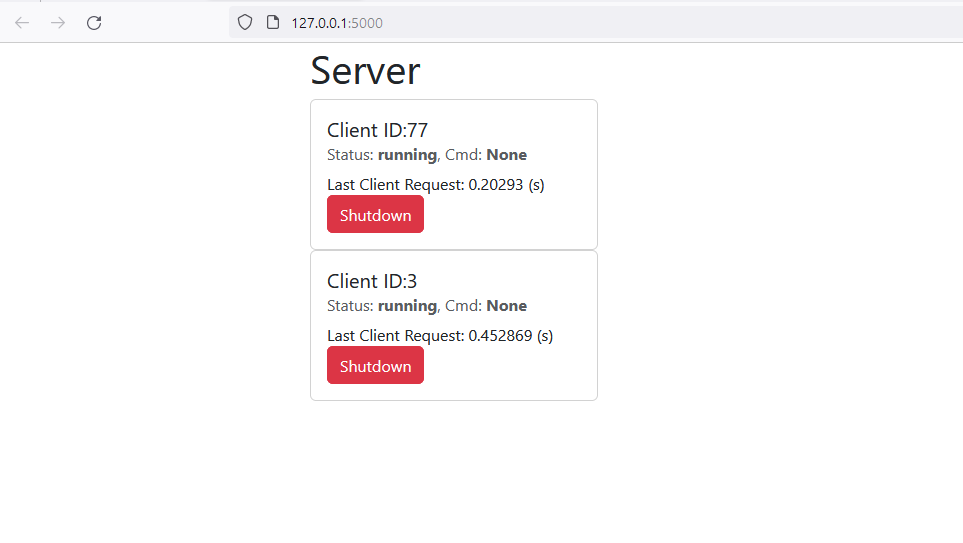 127.0.0.1:5000
Server
Client ID:77
Status: running, Cmd: None
Last Client Request: 0.20293 (s)
Shutdown
Client ID:3
Status: running, Cmd: None
Last Client Request: 0.452869 (s)
Shutdown